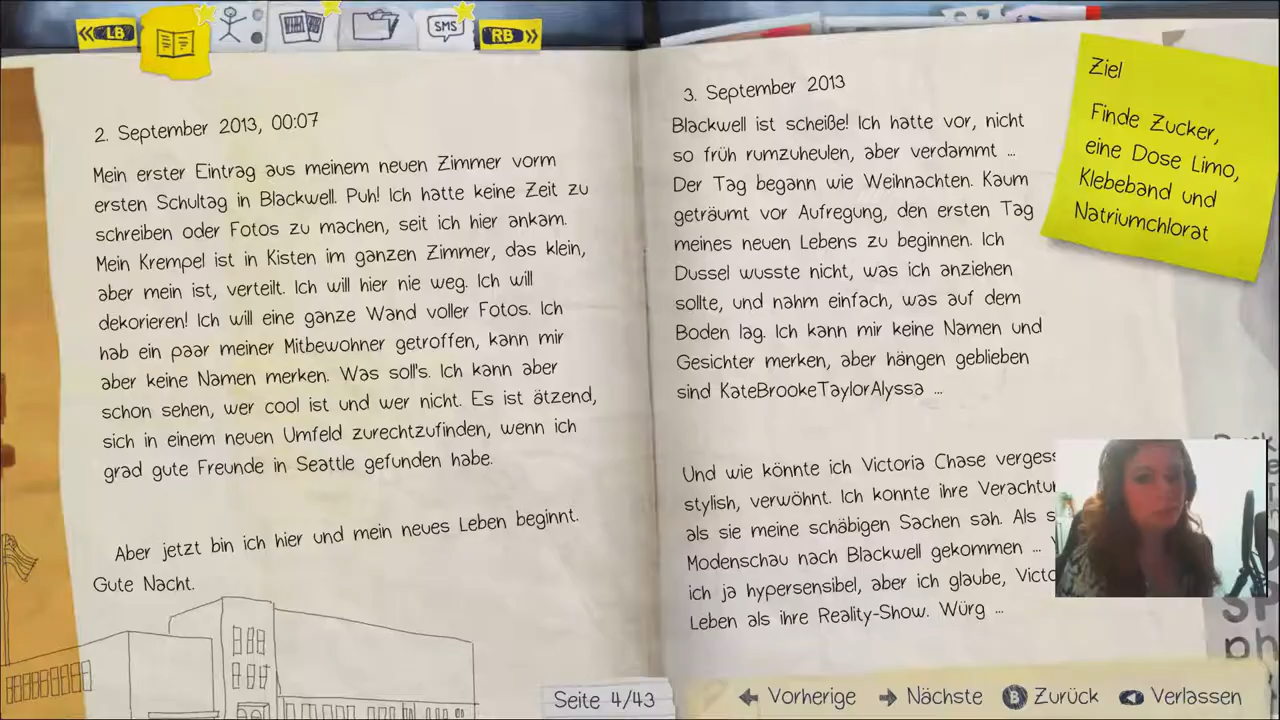 LB
SMS
RB
2. September 2013, 00:07
Mein erster Eintrag aus meinem neuen Zimmer vorm
ersten Schultag in Blackwell. Puh! Ich hatte keine Zeit zu
schreiben oder Fotos zu machen, seit ich hier ankam.
Mein Krempel ist in Kisten im ganzen Zimmer, das klein,
aber mein ist, verteilt. Ich will hier nie weg. Ich will
dekorieren! Ich will eine ganze Wand voller Fotos. Ich
hab ein paar meiner Mitbewohner getroffen, kann mir
aber keine Namen merken. Was soll's. Ich kann aber
schon sehen, wer cool ist und wer nicht. Es ist ätzend,
sich in einem neuen Umfeld zurechtzufinden, wenn ich
grad gute Freunde in Seattle gefunden habe.
Aber jetzt bin ich hier und mein neues Leben beginnt.
Gute Nacht.
3. September 2013
Blackwell ist scheiße! Ich hatte vor, nicht
so früh rumzuheulen, aber verdammt ...
Der Tag begann wie Weihnachten. Kaum
geträumt vor Aufregung, den ersten Tag
meines neuen Lebens zu beginnen. Ich
Dussel wusste nicht, was ich anziehen
sollte, und nahm einfach, was auf dem
Boden lag. Ich kann mir keine Namen und
Gesichter merken, aber hängen geblieben
sind KateBrookeTaylorAlyssa ...
Und wie könnte ich Victoria Chase vergess
stylish, verwöhnt. Ich konnte ihre Verachtu
als sie meine schäbigen Sachen sah. Als s
Modenschau nach Blackwell gekommen ...
ich ja hypersensibel, aber ich glaube, Victo
Leben als ihre Reality-Show. Würg ...
Ziel
Finde Zucker,
eine Dose Limo,
Klebeband und
Natriumchlorat
Seite 4/43
Vorherige
Nächste
B Zurück
Verlassen